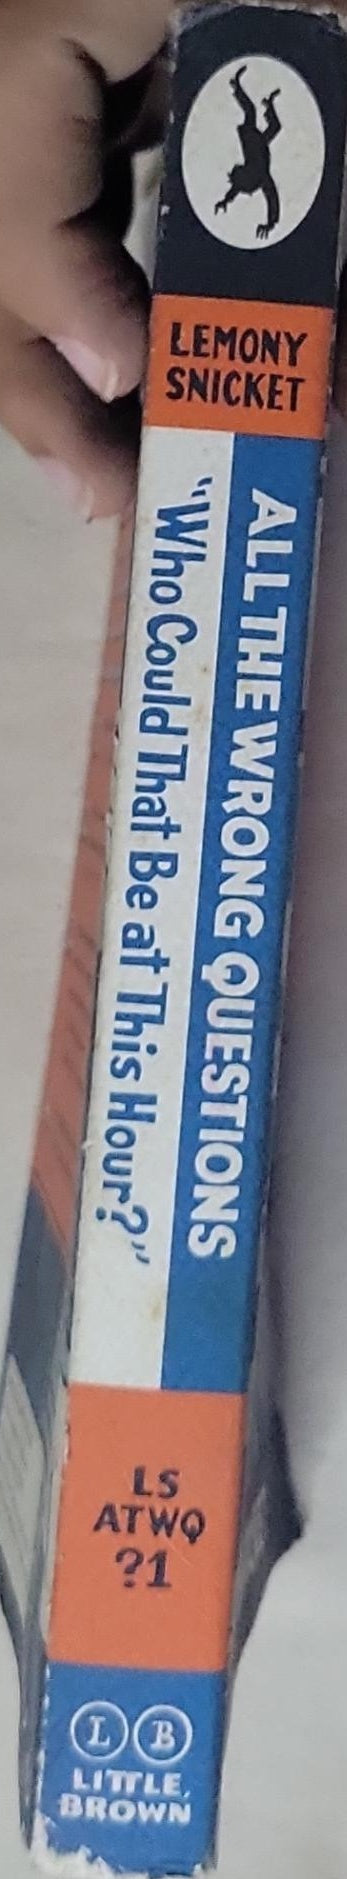 LEMONY
SNICKET
ALL THE WRONG QUESTIONS
"Who Could That Be at This Hour?"
LS
ATWQ
?1
L B
LITTLE,
BROWN